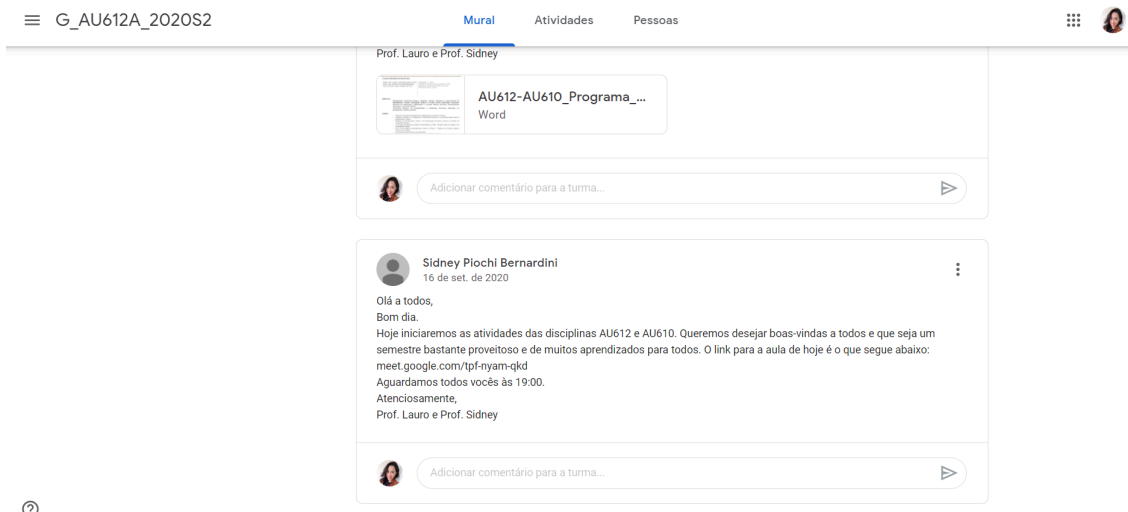 G_AU612A_2020S2
Mural Atividades Pessoas
Prof. Lauro e Prof. Sidney
AU612-AU610_Programa_...
Word
Adicionar comentário para a turma...
Sidney Piochi Bernardini
16 de set. de 2020
Olá a todos,
Bom dia.
Hoje iniciaremos as atividades das disciplinas AU612 e AU610. Queremos desejar boas-vindas a todos e que seja um
semestre bastante proveitoso e de muitos aprendizados para todos. O link para a aula de hoje é o que segue abaixo:
meet.google.com/tpf-nyam-qkd
Aguardamos todos vocês às 19:00.
Atenciosamente,
Prof. Lauro e Prof. Sidney
Adicionar comentário para a turma...